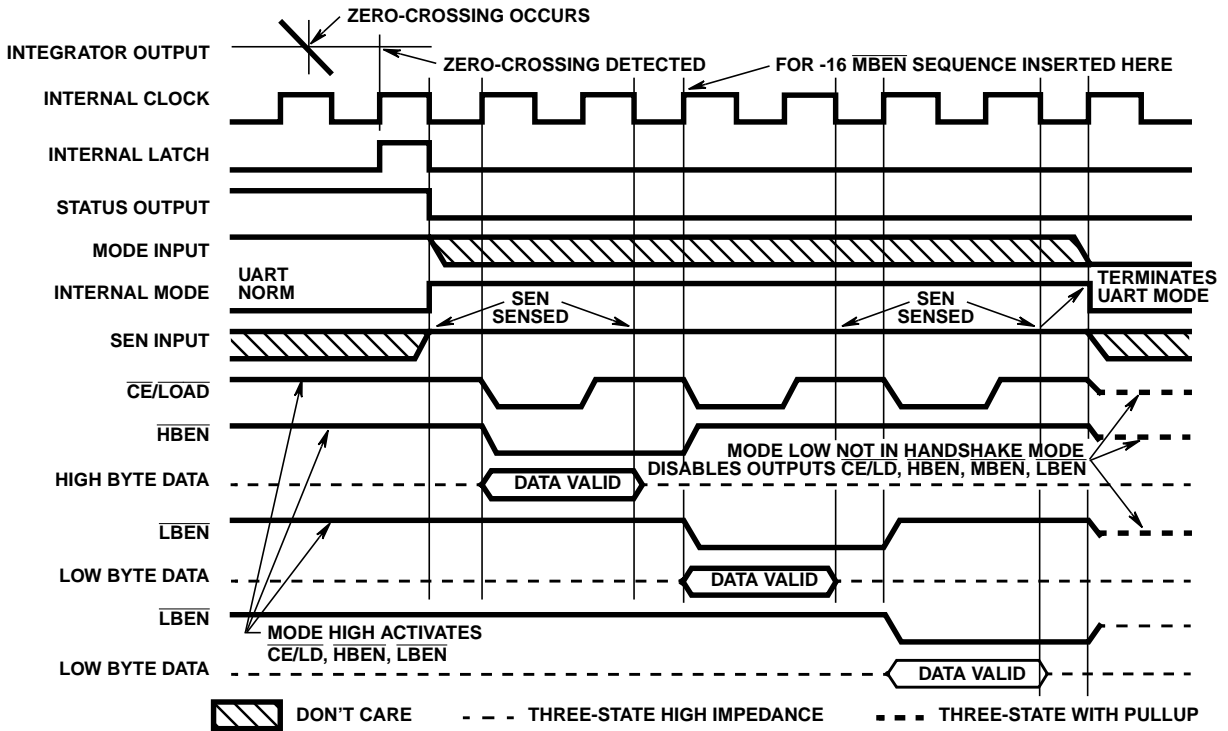 ZERO-CROSSING OCCURS
INTEGRATOR OUTPUT
ZERO-CROSSING DETECTED
FOR -16 MBEN SEQUENCE INSERTED HERE
INTERNAL CLOCK
INTERNAL LATCH
STATUS OUTPUT
MODE INPUT
UART
NORM
TERMINATES
UART MODE
INTERNAL MODE
SEN
SENSED
SEN
SENSED
SEN INPUT
CE/LOAD
HBEN
MODE LOW NOT IN HANDSHAKE MODE
DISABLES OUTPUTS CE/LD, HBEN, MBEN, LBEN
HIGH BYTE DATA
DATA VALID
LBEN
LOW BYTE DATA
DATA VALID
LBEN
MODE HIGH ACTIVATES
CE/LD, HBEN, LBEN
LOW BYTE DATA
DATA VALID
DON'T CARE
THREE-STATE HIGH IMPEDANCE
THREE-STATE WITH PULLUP